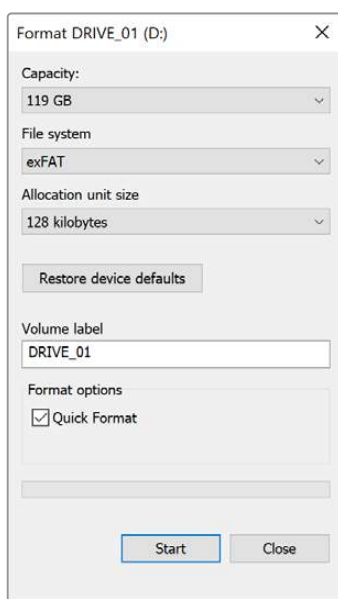 Format DRIVE_01 (D:)
Capacity:
119 GB
File system
exFAT
Allocation unit size
128 kilobytes
Restore device defaults
Volume label
DRIVE_01
Format options
Quick Format
Start Close